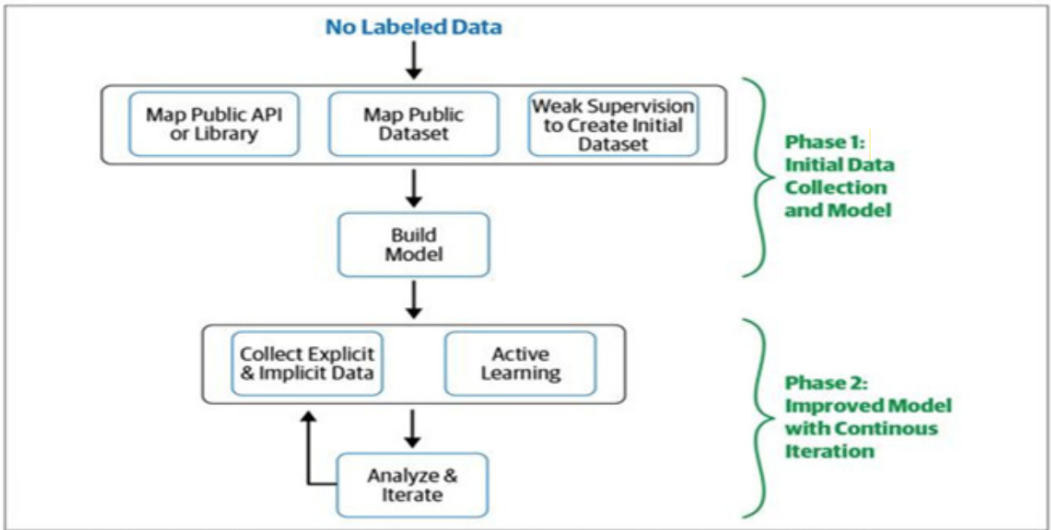 No Labeled Data
Map Public API
or Library
Map Public
Dataset
Weak Supervision
to Create Initial
Dataset
Phase 1:
Initial Data
Collection
and Model
Build
Model
Collect Explicit
& Implicit Data
Active
Learning
Phase 2:
Improved Model
with Continous
Iteration
Analyze &
Iterate